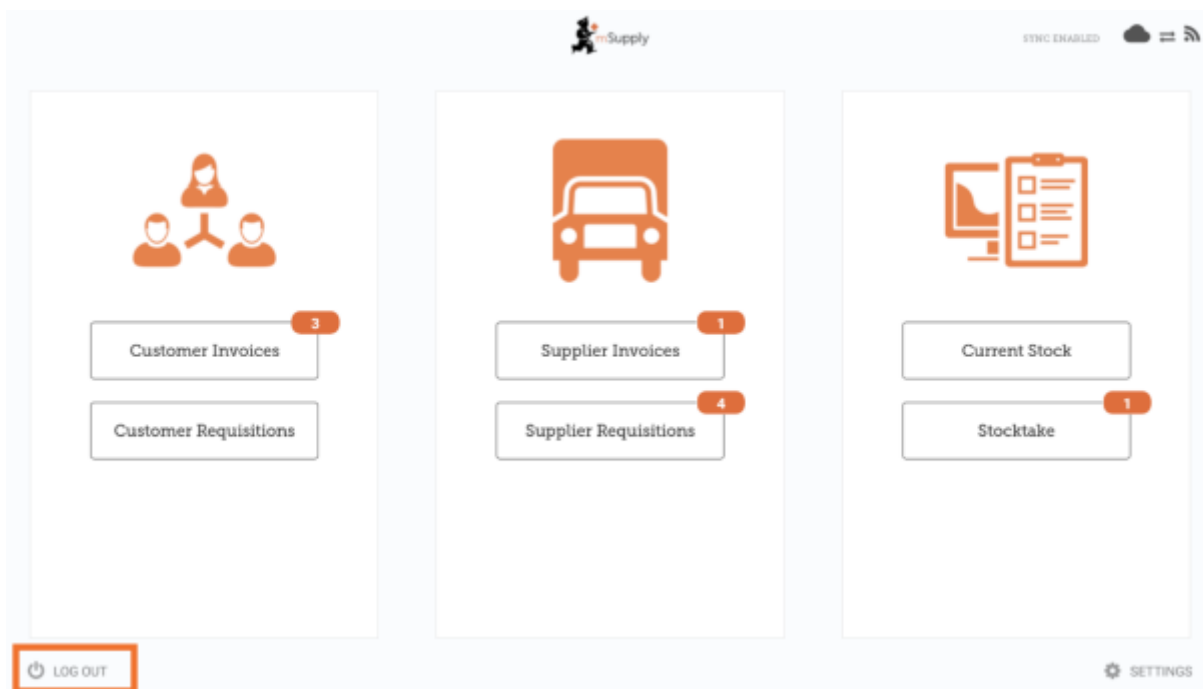 mSupply
SYNC ENABLED
3
Customer Invoices
Customer Requisitions
1
Supplier Invoices
4
Supplier Requisitions
Current Stock
1
Stocktake
LOG OUT
SETTINGS